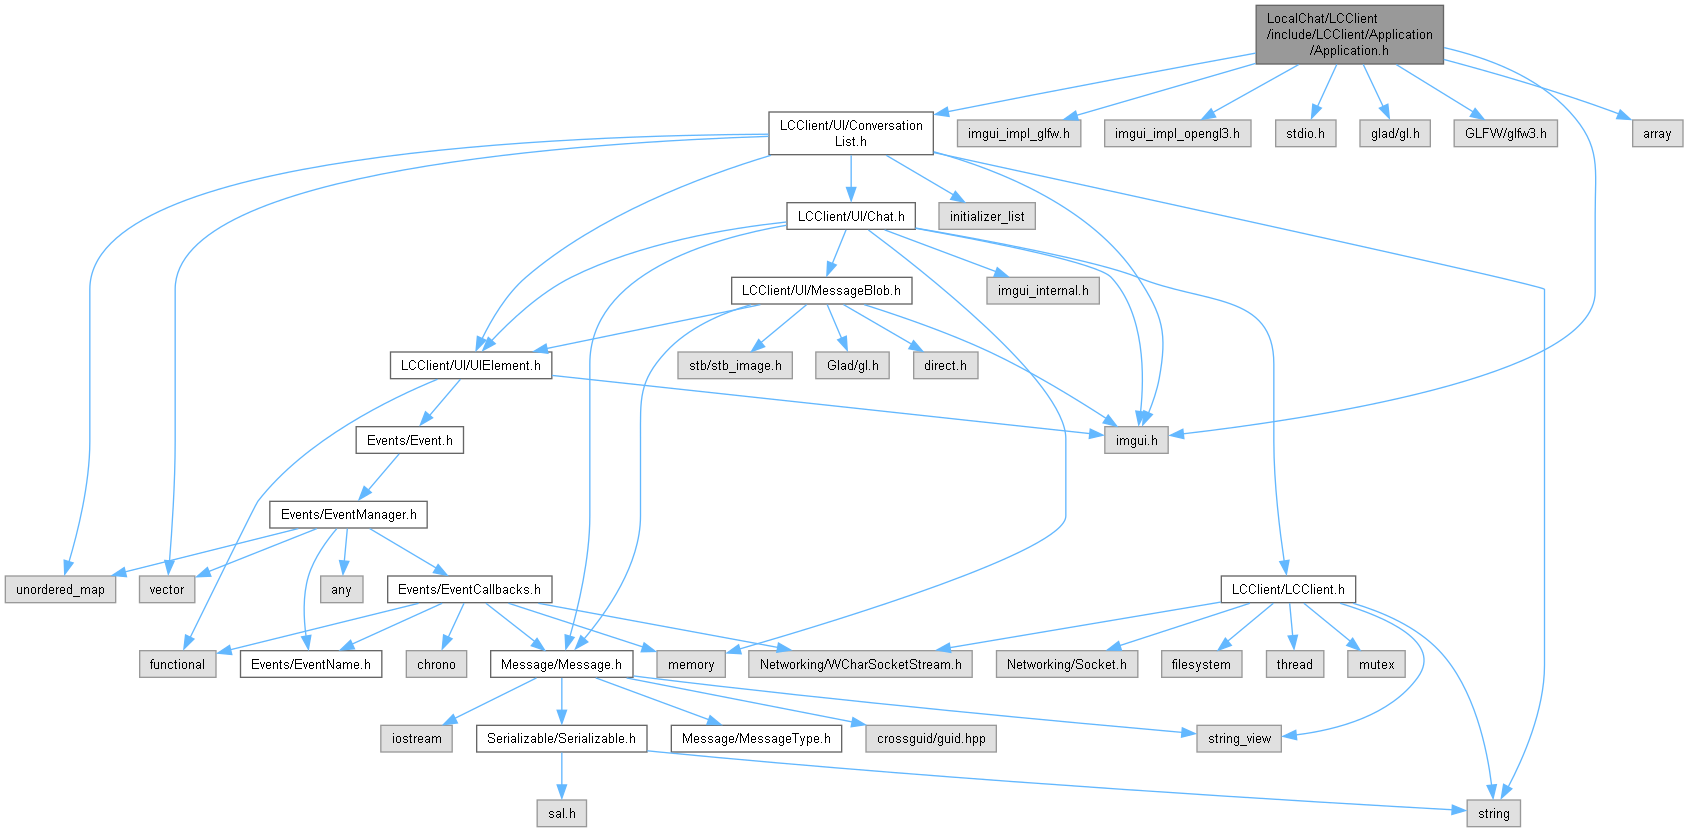 LocalChat/LCClient
/include/LCClient/Application
/Application.h
LCClient/UI/Conversation
List.h
imgui_impl_glfw.h
imgui_impl_opengl3.h
stdio.h
glad/gl.h
GLFW/glfw3.h
array
LCClient/UI/Chat.h
initializer_list
LCClient/UI/MessageBlob.h
imgui_internal.h
LCClient/UI/UIElement.h
stb/stb_image.h
Glad/gl.h
direct.h
Events/Event.h
imgui.h
Events/EventManager.h
unordered_map
vector
any
Events/EventCallbacks.h
LCClient/LCClient.h
functional
Events/EventName.h
chrono
Message/Message.h
memory
Networking/WCharSocketStream.h
Networking/Socket.h
filesystem
thread
mutex
iostream
Serializable/Serializable.h
Message/MessageType.h
crossguid/guid.hpp
string_view
sal.h
string